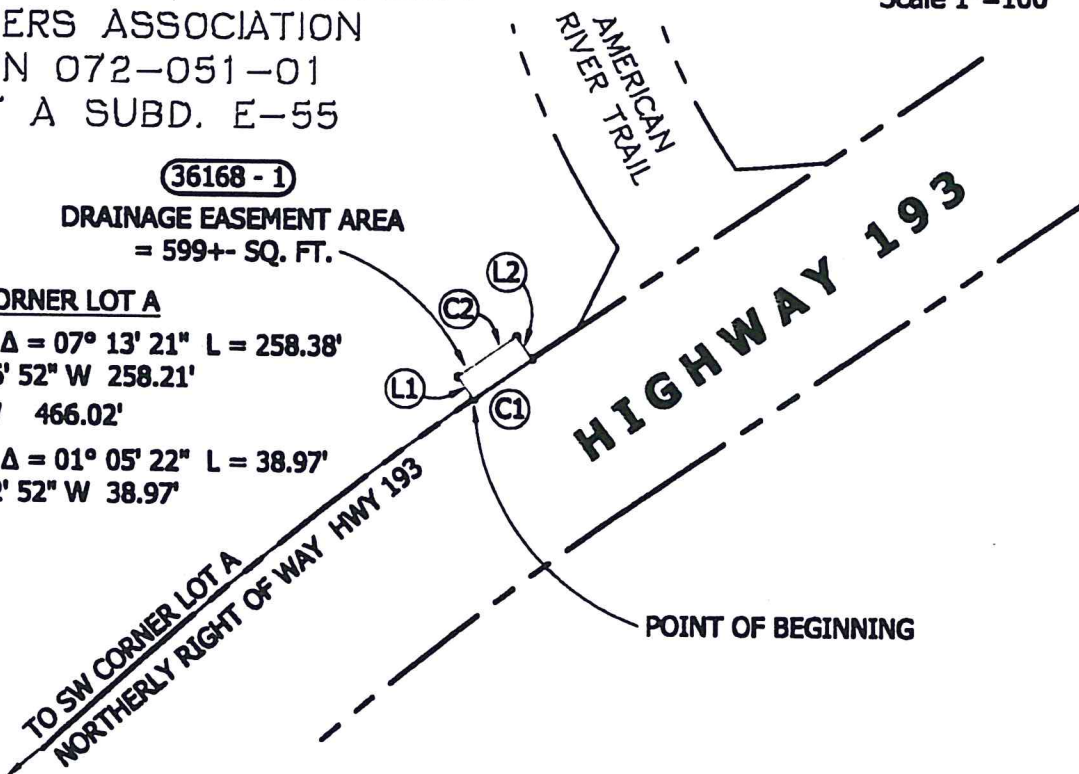 Scale 1"=100'
ERS ASSOCIATION
N 072-051-01
A SUBD. E-55
36168 - 1
DRAINAGE EASEMENT AREA
= 599+- SQ. FT.
AMERICAN
RIVER TRAIL
L2
C2
L1
C1
ORNER LOT A
Δ = 07° 13' 21" L = 258.38'
' 52" W 258.21'
466.02'
Δ = 01° 05' 22" L = 38.97'
' 52" W 38.97'
HIGHWAY 193
TO SW CORNER LOT A
NORTHERLY RIGHT OF WAY HWY 193
POINT OF BEGINNING